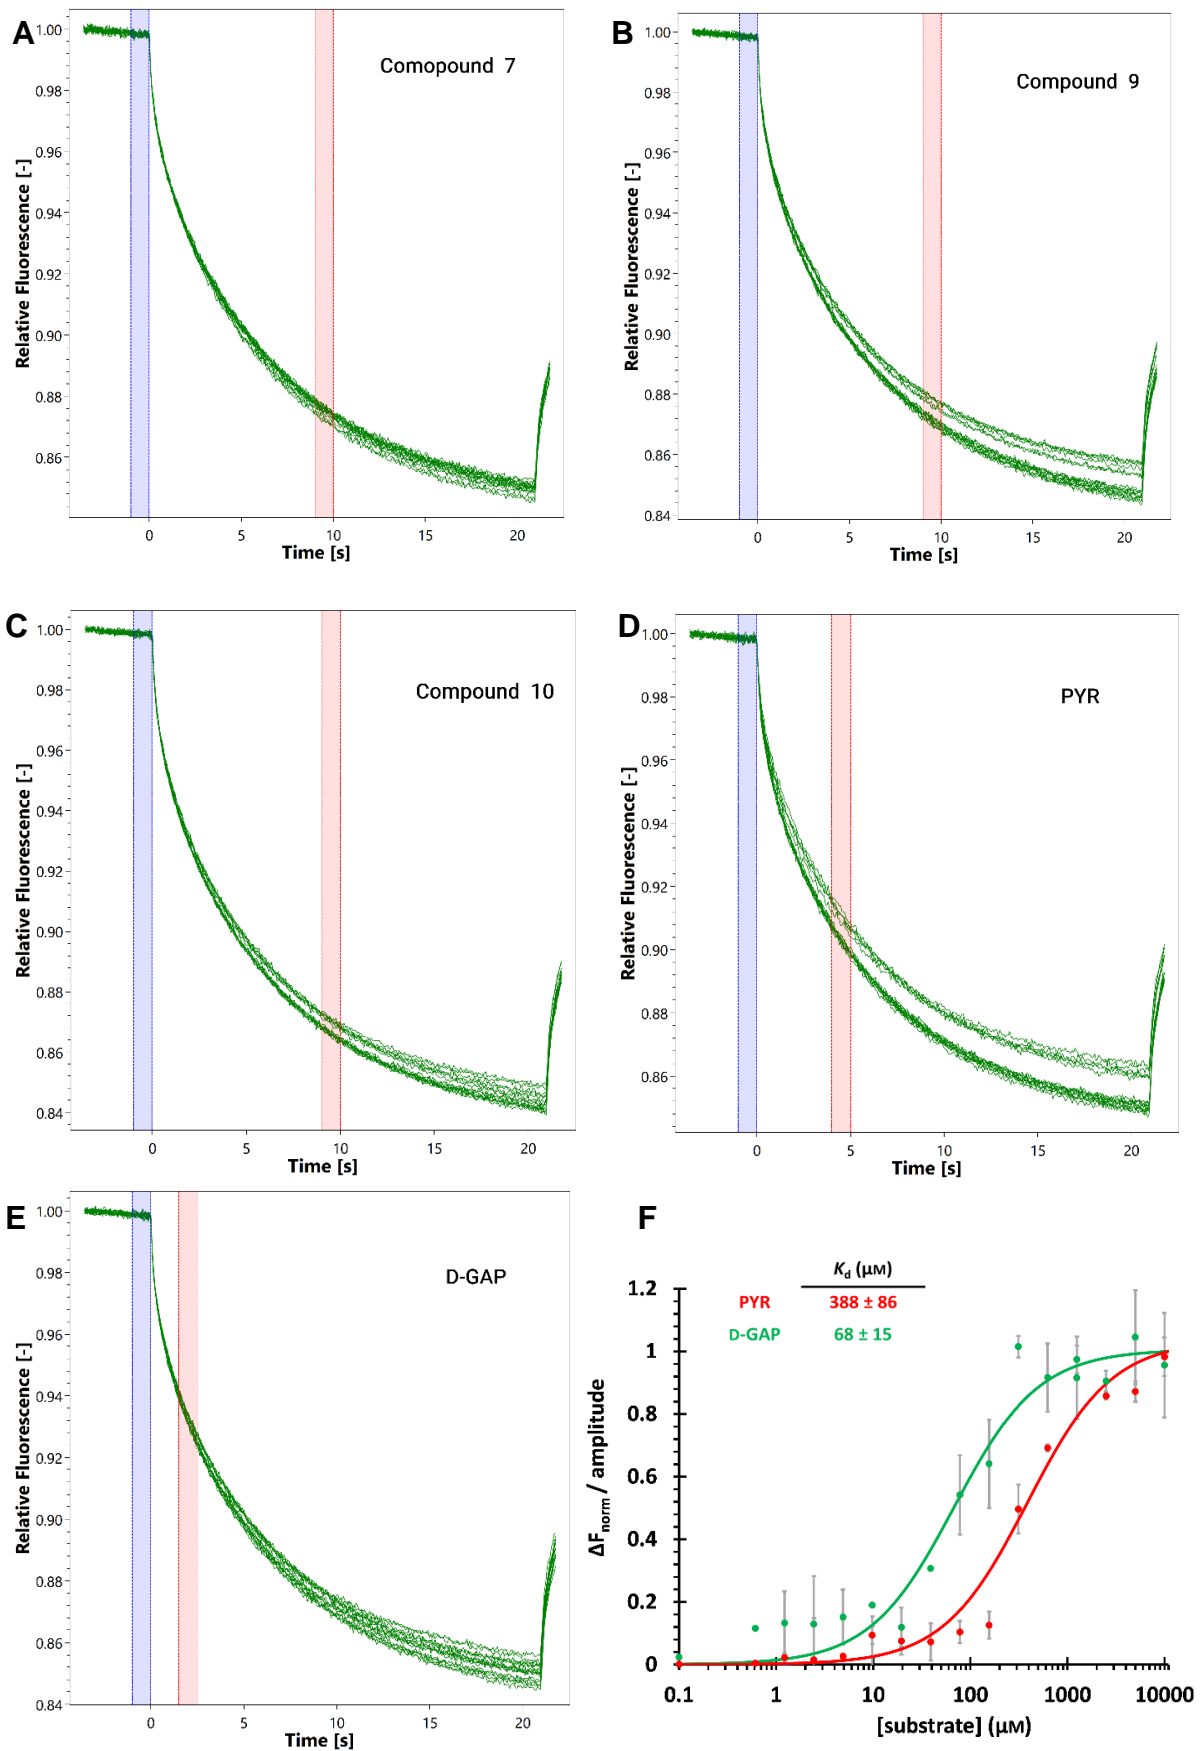 A
Comopound 7
Relative Fluorescence [-]
1.00
0.98
0.96
0.94
0.92
0.90
0.88
0.86
0 5 10 15 20
Time [s]
B
Compound 9
Relative Fluorescence [-]
1.00
0.98
0.96
0.94
0.92
0.90
0.88
0.86
0.84
0 5 10 15 20
Time [s]
C
Compound 10
Relative Fluorescence [-]
1.00
0.98
0.96
0.94
0.92
0.90
0.88
0.86
0.84
0 5 10 15 20
Time [s]
D
PYR
Relative Fluorescence [-]
1.00
0.98
0.96
0.94
0.92
0.90
0.88
0.86
0 5 10 15 20
Time [s]
E
D-GAP
Relative Fluorescence [-]
1.00
0.98
0.96
0.94
0.92
0.90
0.88
0.86
0.84
0 5 10 15 20
Time [s]
F
Kd (µM)
PYR 388 ± 86
D-GAP 68 ± 15
ΔFnorm / amplitude
1.2
1
0.8
0.6
0.4
0.2
0
0.1 1 10 100 1000 10000
[substrate] (µM)